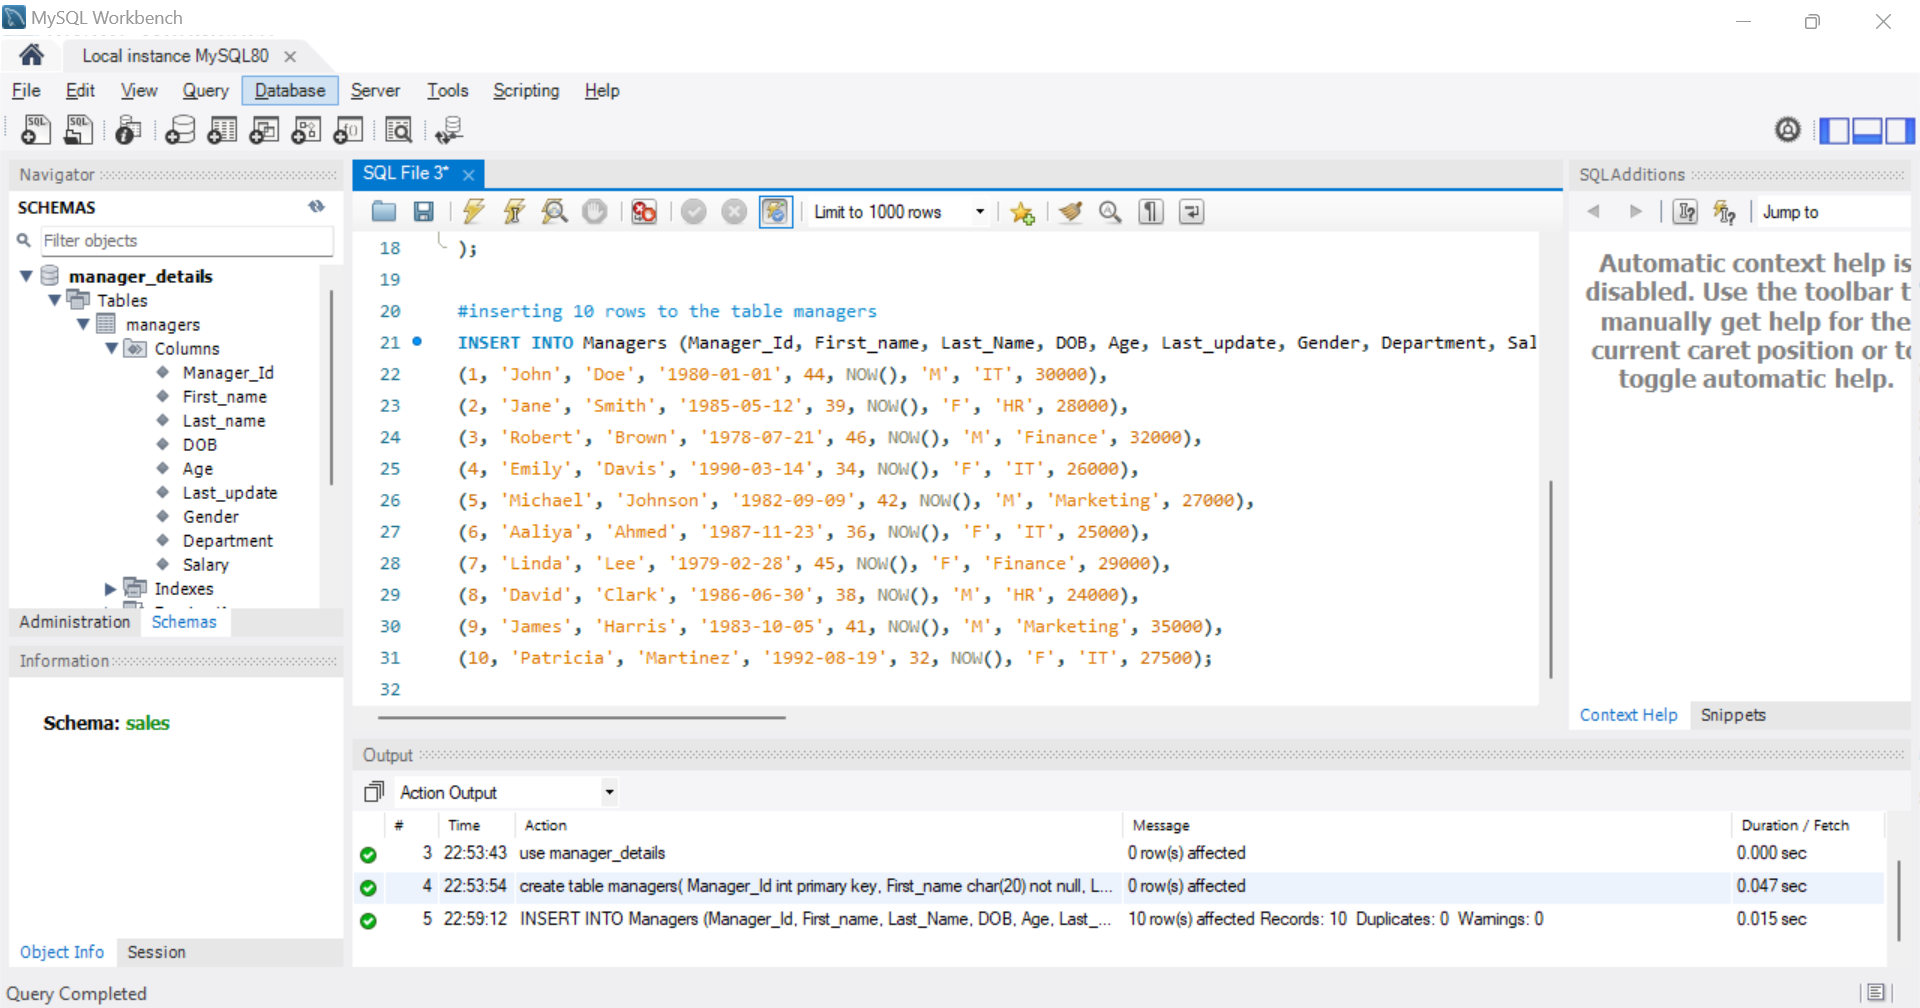 MySQL Workbench
Local instance MySQL80
File Edit View Query Database Server Tools Scripting Help
Navigator
SCHEMAS
Filter objects
manager_details
Tables
managers
Columns
Manager_Id
First_name
Last_name
DOB
Age
Last_update
Gender
Department
Salary
Indexes
Administration Schemas
Information
Schema: sales
Object Info Session
Query Completed
SQL File 3*
Limit to 1000 rows
18 );
19
20 #inserting 10 rows to the table managers
21 INSERT INTO Managers (Manager_Id, First_name, Last_Name, DOB, Age, Last_update, Gender, Department, Sal
22 (1, 'John', 'Doe', '1980-01-01', 44, NOW(), 'M', 'IT', 30000),
23 (2, 'Jane', 'Smith', '1985-05-12', 39, NOW(), 'F', 'HR', 28000),
24 (3, 'Robert', 'Brown', '1978-07-21', 46, NOW(), 'M', 'Finance', 32000),
25 (4, 'Emily', 'Davis', '1990-03-14', 34, NOW(), 'F', 'IT', 26000),
26 (5, 'Michael', 'Johnson', '1982-09-09', 42, NOW(), 'M', 'Marketing', 27000),
27 (6, 'Aaliya', 'Ahmed', '1987-11-23', 36, NOW(), 'F', 'IT', 25000),
28 (7, 'Linda', 'Lee', '1979-02-28', 45, NOW(), 'F', 'Finance', 29000),
29 (8, 'David', 'Clark', '1986-06-30', 38, NOW(), 'M', 'HR', 24000),
30 (9, 'James', 'Harris', '1983-10-05', 41, NOW(), 'M', 'Marketing', 35000),
31 (10, 'Patricia', 'Martinez', '1992-08-19', 32, NOW(), 'F', 'IT', 27500);
32
SQLAdditions
Jump to
Automatic context help is
disabled. Use the toolbar t
manually get help for the
current caret position or to
toggle automatic help.
Context Help Snippets
Output
Action Output
# Time Action Message Duration / Fetch
3 22:53:43 use manager_details 0 row(s) affected 0.000 sec
4 22:53:54 create table managers( Manager_Id int primary key, First_name char(20) not null, L... 0 row(s) affected 0.047 sec
5 22:59:12 INSERT INTO Managers (Manager_Id, First_name, Last_Name, DOB, Age, Last_... 10 row(s) affected Records: 10 Duplicates: 0 Warnings: 0 0.015 sec